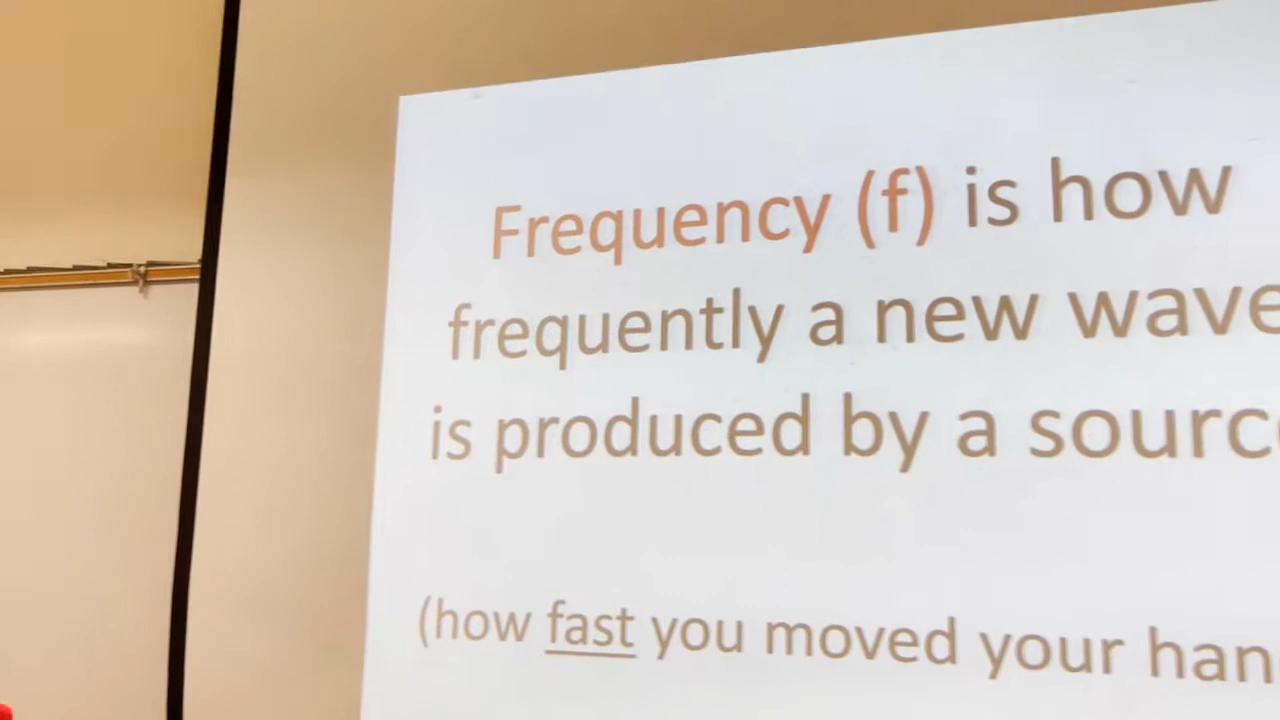 Frequency (f) is how
frequently a new wave
is produced by a sourc
(how fast you moved your han